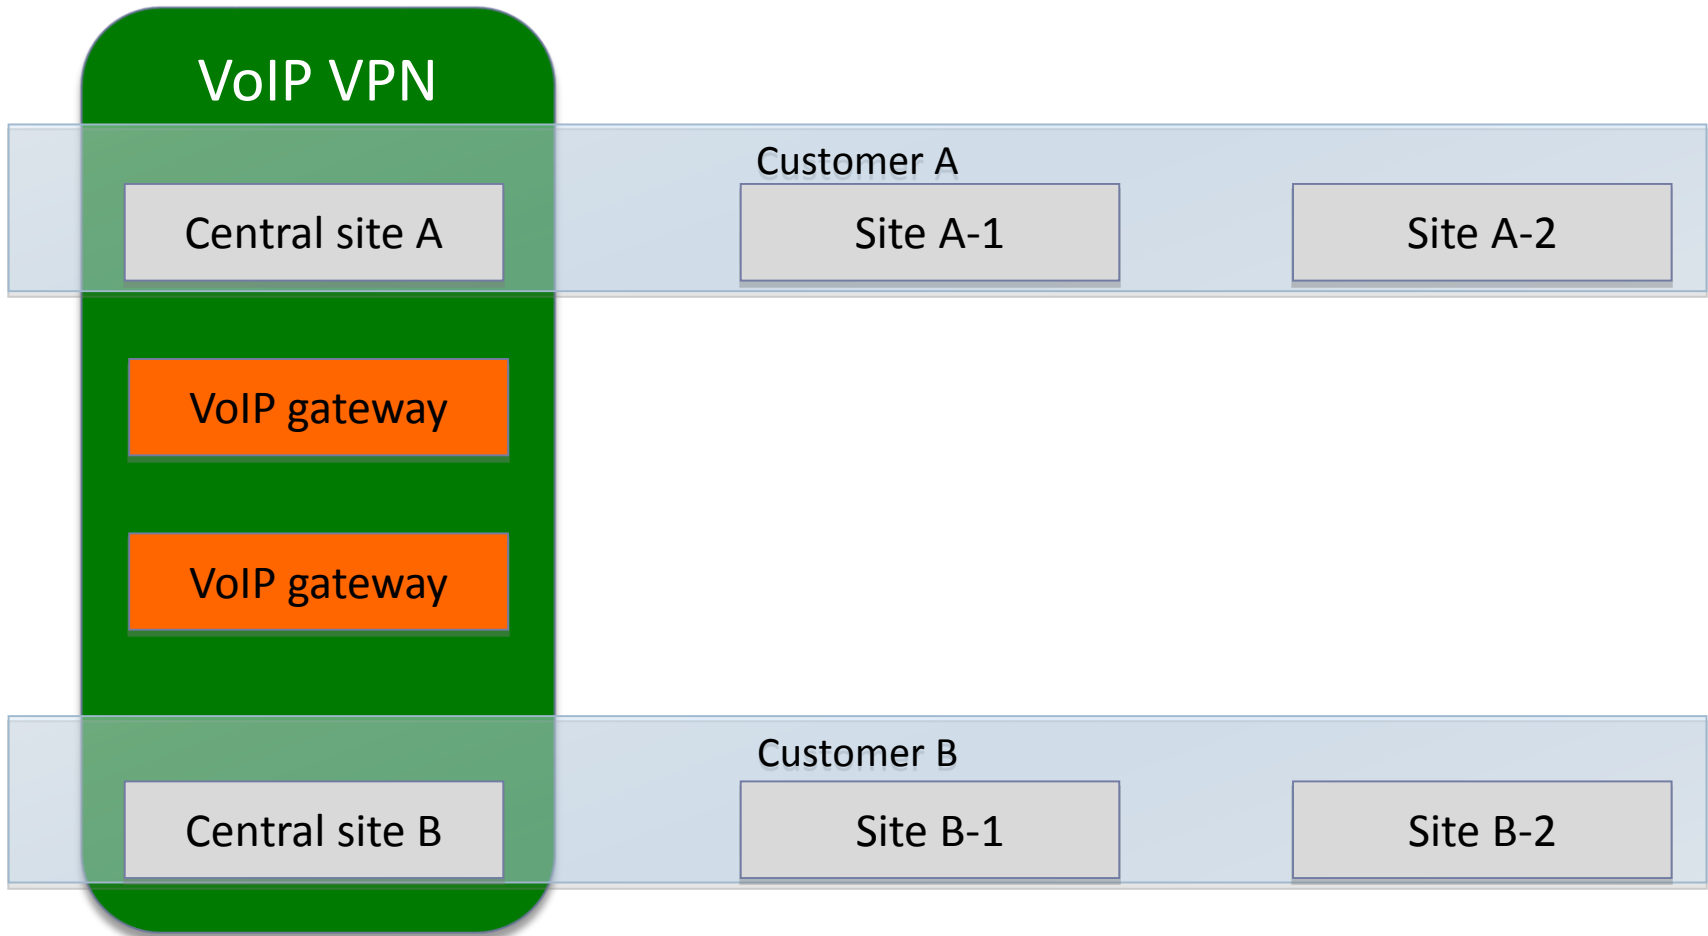 VoIP VPN
Customer A
Central site A
Site A-1
Site A-2
VoIP gateway
VoIP gateway
Customer B
Central site B
Site B-1
Site B-2